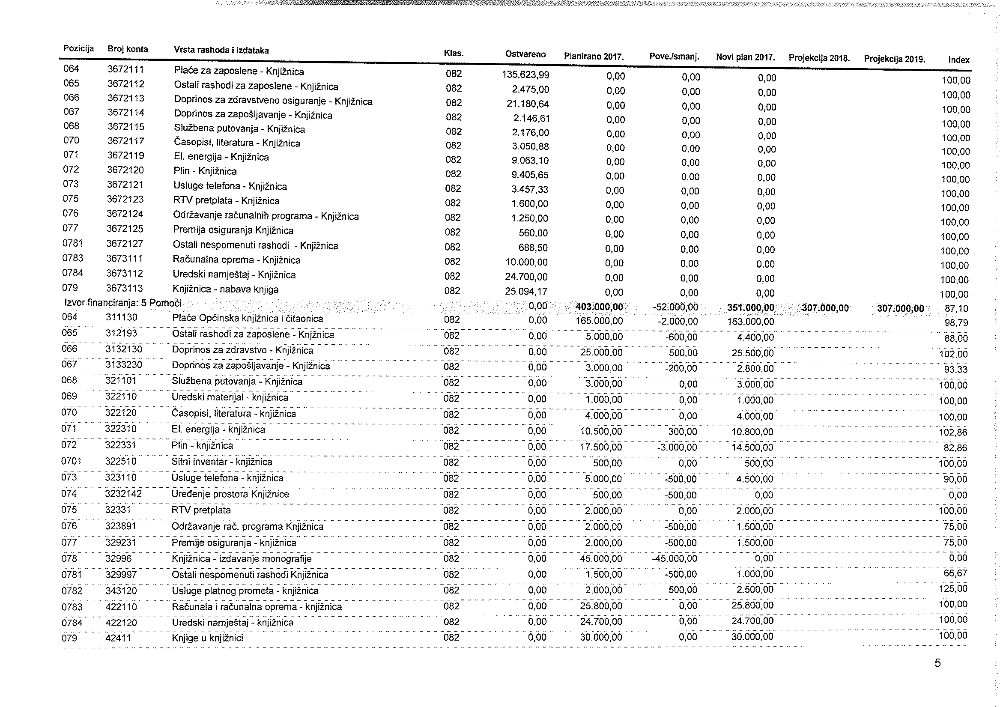 Pozicija Broj konta Vrsta rashoda i izdataka Klas. Ostvareno Planirano 2017. Pove./smanj. Novi plan 2017. Projekcija 2018. Projekcija 2019. Index
064 3672111 Plaće za zaposlene - Knjižnica 082 135.623,99 0,00 0,00 0,00 100,00
065 3672112 Ostali rashodi za zaposlene - Knjižnica 082 2.475,00 0,00 0,00 0,00 100,00
066 3672113 Doprinos za zdravstveno osiguranje - Knjižnica 082 21.180,64 0,00 0,00 0,00 100,00
067 3672114 Doprinos za zapošljavanje - Knjižnica 082 2.146,61 0,00 0,00 0,00 100,00
068 3672115 Službena putovanja - Knjižnica 082 2.176,00 0,00 0,00 0,00 100,00
070 3672117 Časopisi, literatura - Knjižnica 082 3.050,88 0,00 0,00 0,00 100,00
071 3672119 El. energija - Knjižnica 082 9.063,10 0,00 0,00 0,00 100,00
072 3672120 Plin - Knjižnica 082 9.405,65 0,00 0,00 0,00 100,00
073 3672121 Usluge telefona - Knjižnica 082 3.457,33 0,00 0,00 0,00 100,00
075 3672123 RTV pretplata - Knjižnica 082 1.600,00 0,00 0,00 0,00 100,00
076 3672124 Održavanje računalnih programa - Knjižnica 082 1.250,00 0,00 0,00 0,00 100,00
077 3672125 Premija osiguranja Knjižnica 082 560,00 0,00 0,00 0,00 100,00
0781 3672127 Ostali nespomenuti rashodi - Knjižnica 082 688,50 0,00 0,00 0,00 100,00
0783 3673111 Računalna oprema - Knjižnica 082 10.000,00 0,00 0,00 0,00 100,00
0784 3673112 Uredski namještaj - Knjižnica 082 24.700,00 0,00 0,00 0,00 100,00
079 3673113 Knjižnica - nabava knjiga 082 25.094,17 0,00 0,00 0,00 100,00
Izvor financiranja: 5 Pomoći 0,00 403.000,00 -52.000,00 351.000,00 307.000,00 307.000,00 87,10
064 311130 Plaće Općinska knjižnica i čitaonica 082 0,00 165.000,00 -2.000,00 163.000,00 98,79
065 312193 Ostali rashodi za zaposlene - Knjžnica 082 0,00 5.000,00 -600,00 4.400,00 88,00
066 3132130 Doprinos za zdravstvo - Knjižnica 082 0,00 25.000,00 500,00 25.500,00 102,00
067 3133230 Doprinos za zapošljavanje - Knjižnica 082 0,00 3.000,00 -200,00 2.800,00 93,33
068 321101 Službena putovanja - Knjižnica 082 0,00 3.000,00 0,00 3.000,00 100,00
069 322110 Uredski materijal - knjižnica 082 0,00 1.000,00 0,00 1.000,00 100,00
070 322120 Časopisi, literatura - knjižnica 082 0,00 4.000,00 0,00 4.000,00 100,00
071 322310 El. energija - knjižnica 082 0,00 10.500,00 300,00 10.800,00 102,86
072 322331 Plin - knjižnica 082 0,00 17.500,00 -3.000,00 14.500,00 82,86
0701 322510 Sitni inventar - knjižnica 082 0,00 500,00 0,00 500,00 100,00
073 323110 Usluge telefona - knjižnica 082 0,00 5.000,00 -500,00 4.500,00 90,00
074 3232142 Uređenje prostora Knjižnice 082 0,00 500,00 -500,00 0,00 0,00
075 32331 RTV pretplata 082 0,00 2.000,00 0,00 2.000,00 100,00
076 323891 Održavanje rač. programa Knjižnica 082 0,00 2.000,00 -500,00 1.500,00 75,00
077 329231 Premije osiguranja - knjižnica 082 0,00 2.000,00 -500,00 1.500,00 75,00
078 32996 Knjižnica - izdavanje monografije 082 0,00 45.000,00 -45.000,00 0,00 0,00
0781 329997 Ostali nespomenuti rashodi Knjižnica 082 0,00 1.500,00 -500,00 1.000,00 66,67
0782 343120 Usluge platnog prometa - knjižnica 082 0,00 2.000,00 500,00 2.500,00 125,00
0783 422110 Računala i računalna oprema - knjižnica 082 0,00 25.800,00 0,00 25.800,00 100,00
0784 422120 Uredski namještaj - knjižnica 082 0,00 24.700,00 0,00 24.700,00 100,00
079 42411 Knjige u knjižnici 082 0,00 30.000,00 0,00 30.000,00 100,00
5